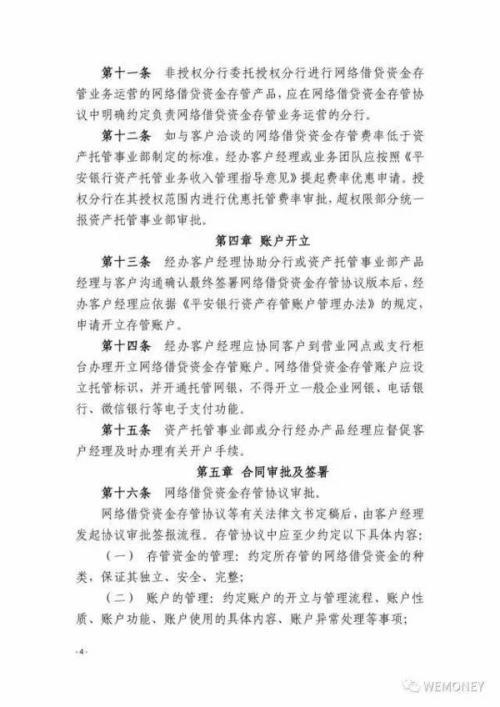 第十一条 非授权分行委托授权分行进行网络借贷资金存
管业务运营的网络借贷资金存管产品，应在网络借贷资金存管协
议中明确约定负责网络借贷资金存管业务运营的分行。
第十二条 如与客户洽谈的网络借贷资金存管费率低于资
产托管事业部制定的标准，经办客户经理或业务团队应按照《平
安银行资产托管业务收入管理指导意见》提起费率优惠申请。授
权分行在其授权范围内进行优惠托管费率审批，超权限部分统一
报资产托管事业部审批。
第四章 账户开立
第十三条 经办客户经理协助分行或资产托管事业部产品
经理与客户沟通确认最终签署网络借贷资金存管协议版本后，经
办客户经理应依据《平安银行资产存管账户管理办法》的规定，
申请开立存管账户。
第十四条 经办客户经理应协同客户到营业网点或支行柜
台办理开立网络借贷资金存管账户。网络借贷资金存管账户应设
立托管标识，并开通托管网银，不得开立一般企业网银、电话银
行、微信银行等电子支付功能。
第十五条 资产托管事业部或分行经办产品经理应督促客
户经理及时办理有关开户手续。
第五章 合同审批及签署
第十六条 网络借贷资金存管协议审批。
网络借贷资金存管协议等有关法律文书定稿后，由客户经理
发起协议审批签报流程。存管协议中应至少约定以下具体内容；
（一） 存管资金的管理：约定所存管的网络借贷资金的种
类，保证其独立、安全、完整；
（二） 账户的管理：约定账户的开立与管理流程、账户性
质、账户功能、账户使用的具体内容、账户异常处理等事项；
- 4 -
WEMONEY